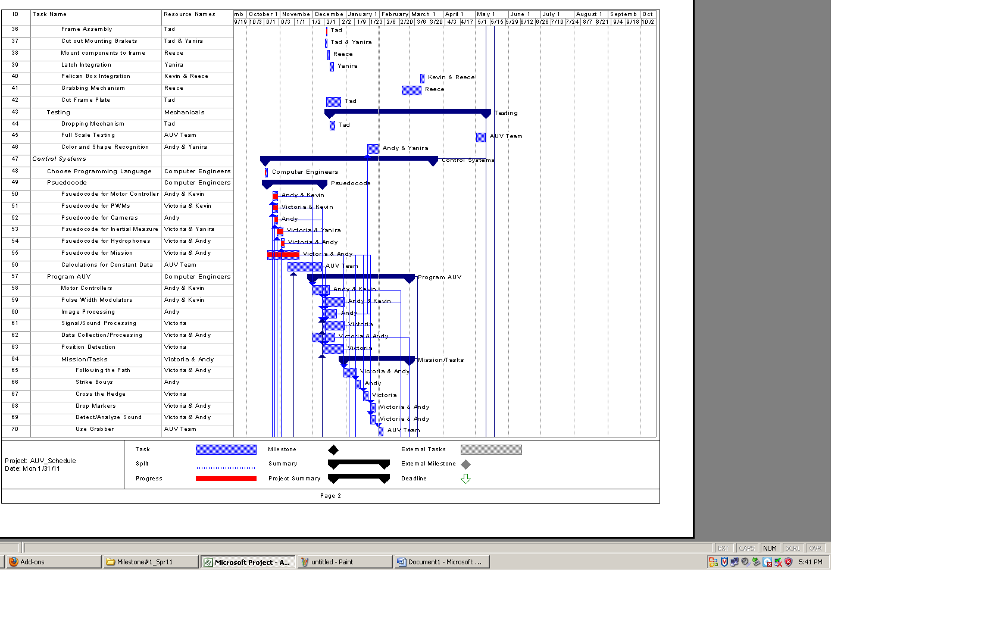 ID Task Name Resource Names mb October 1 Novembe Decembe January 1 February March 1 April 1 May 1 June 1 July 1 August 1 Septemb Oct
9/19 10/3 0/1 0/3 1/1 1/2 2/1 2/2 1/9 1/23 2/6 2/20 3/6 3/20 4/3 4/17 5/1 5/15 5/29 6/12 6/26 7/10 7/24 8/7 8/21 9/4 9/18 10/2
36 Frame Assembly Tad Tad
37 Cut out Mounting Brakets Tad & Yanira Tad & Yanira
38 Mount components to frame Reece Reece
39 Latch Integration Yanira Yanira
40 Pelican Box Integration Kevin & Reece Kevin & Reece
41 Grabbing Mechanism Reece Reece
42 Cut Frame Plate Tad Tad
43 Testing Mechanicals Testing
44 Dropping Mechanism Tad Tad
45 Full Scale Testing AUV Team AUV Team
46 Color and Shape Recognition Andy & Yanira Andy & Yanira
47 Control Systems Control Systems
48 Choose Programming Language Computer Engineers Computer Engineers
49 Psuedocode Computer Engineers Psuedocode
50 Psuedocode for Motor Controller Andy & Kevin Andy & Kevin
51 Psuedocode for PWMs Victoria & Kevin Victoria & Kevin
52 Psuedocode for Cameras Andy Andy
53 Psuedocode for Inertial Measure Victoria & Yanira Victoria & Yanira
54 Psuedocode for Hydrophones Victoria & Andy Victoria & Andy
55 Psuedocode for Mission Victoria & Andy Victoria & Andy
56 Calculations for Constant Data AUV Team AUV Team
57 Program AUV Computer Engineers Program AUV
58 Motor Controllers Andy & Kevin Andy & Kevin
59 Pulse Width Modulators Andy & Kevin Andy & Kevin
60 Image Processing Andy Andy
61 Signal/Sound Processing Victoria Victoria
62 Data Collection/Processing Victoria & Andy Victoria & Andy
63 Position Detection Victoria Victoria
64 Mission/Tasks Victoria & Andy Mission/Tasks
65 Following the Path Victoria & Andy Victoria & Andy
66 Strike Bouys Andy Andy
67 Cross the Hedge Victoria Victoria
68 Drop Markers Victoria & Andy Victoria & Andy
69 Detect/Analyze Sound Victoria & Andy Victoria & Andy
70 Use Grabber AUV Team AUV Team
Project: AUV_Schedule
Date: Mon 1/31/11
Task Milestone External Tasks
Split Summary External Milestone
Progress Project Summary Deadline
Page 2
EXT CAPS NUM SCRL OVR
Add-ons Milestone#1_Spr11 Microsoft Project - A... untitled - Paint Document1 - Microsoft ... 5:41 PM